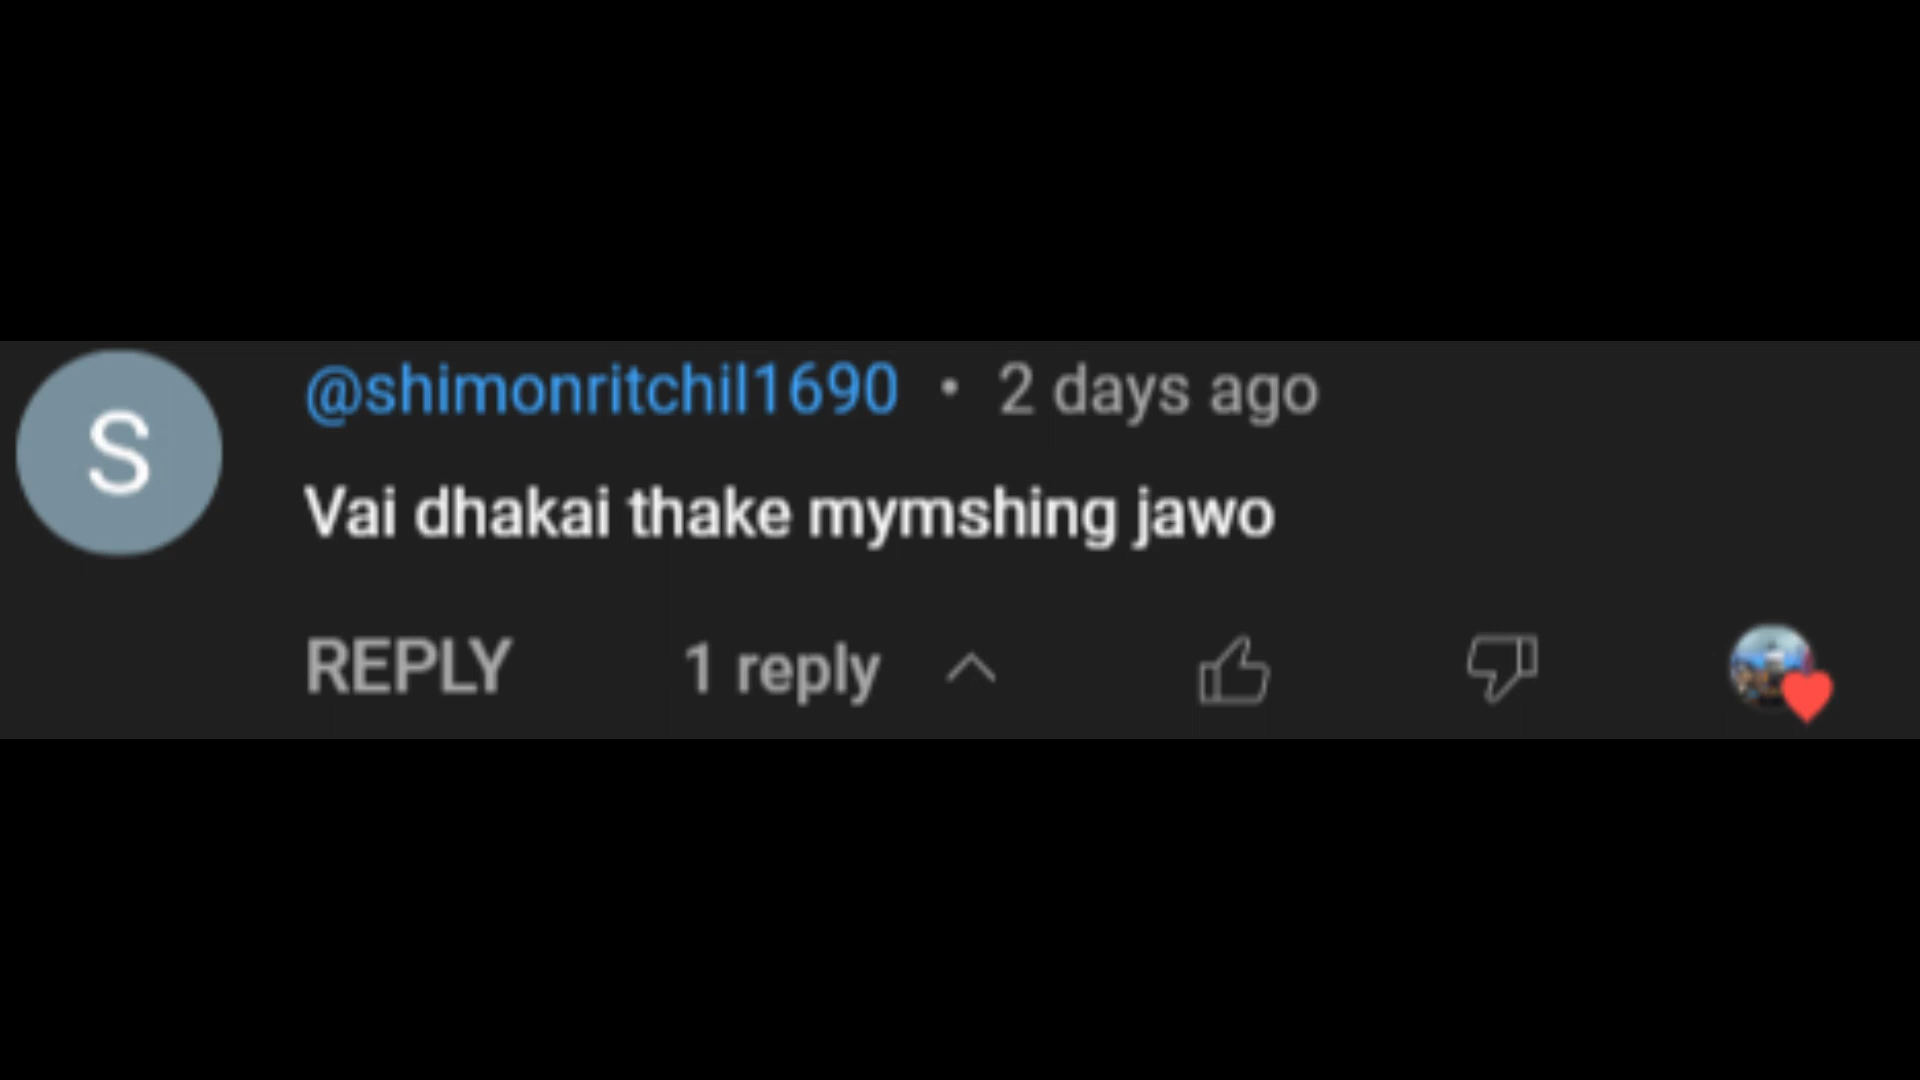 S
@shimonritchil1690 • 2 days ago
Vai dhakai thake mymshing jawo
REPLY 1 reply